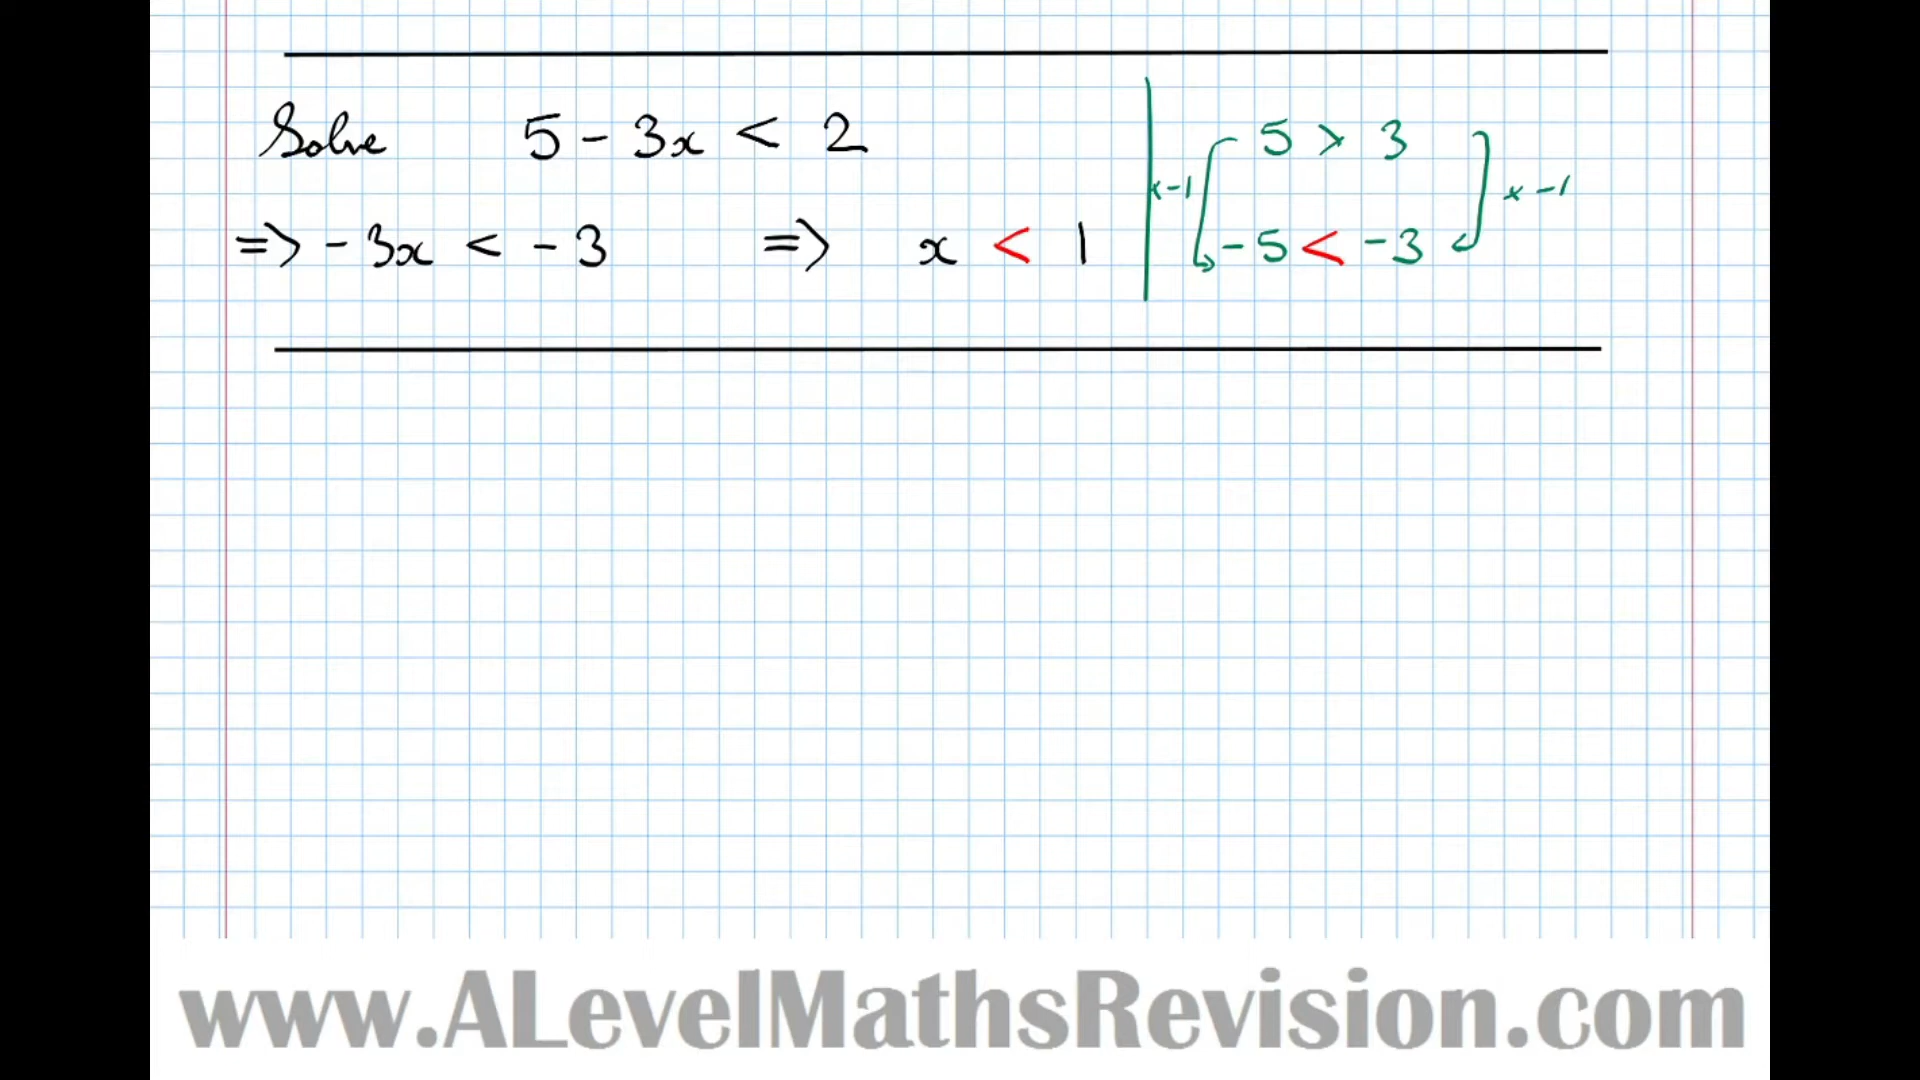 Solve 5 - 3x < 2
=> -3x < -3 => x < 1
5 > 3
x -1 x -1
-5 < -3
www.ALevelMathsRevision.com